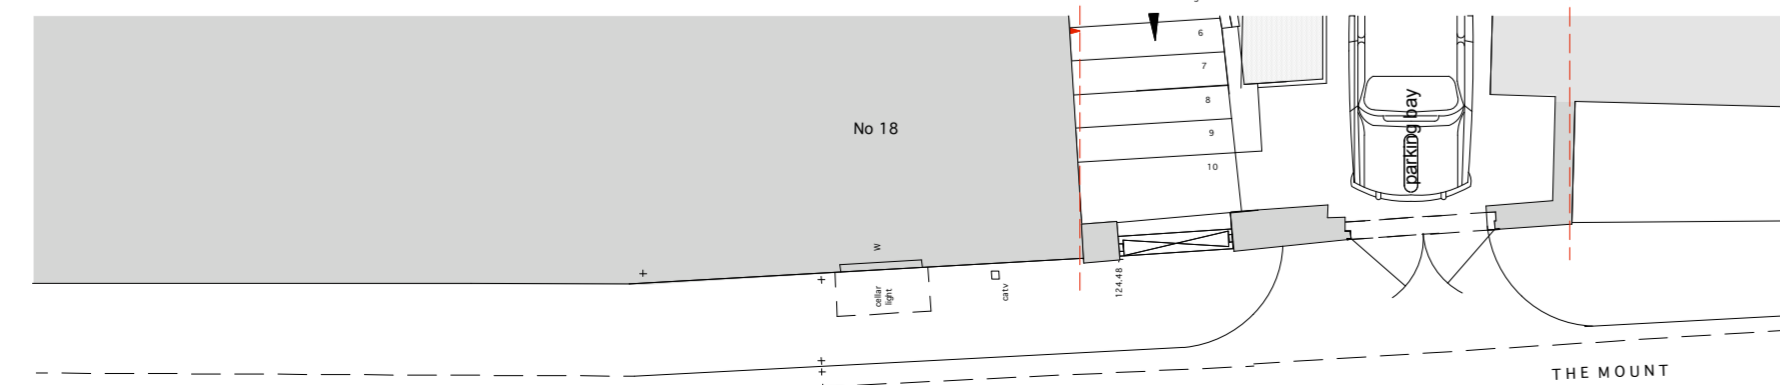 6
7
8
9
10
No 18
parking bay
W
cellar
light
catv
124.48
THE MOUNT